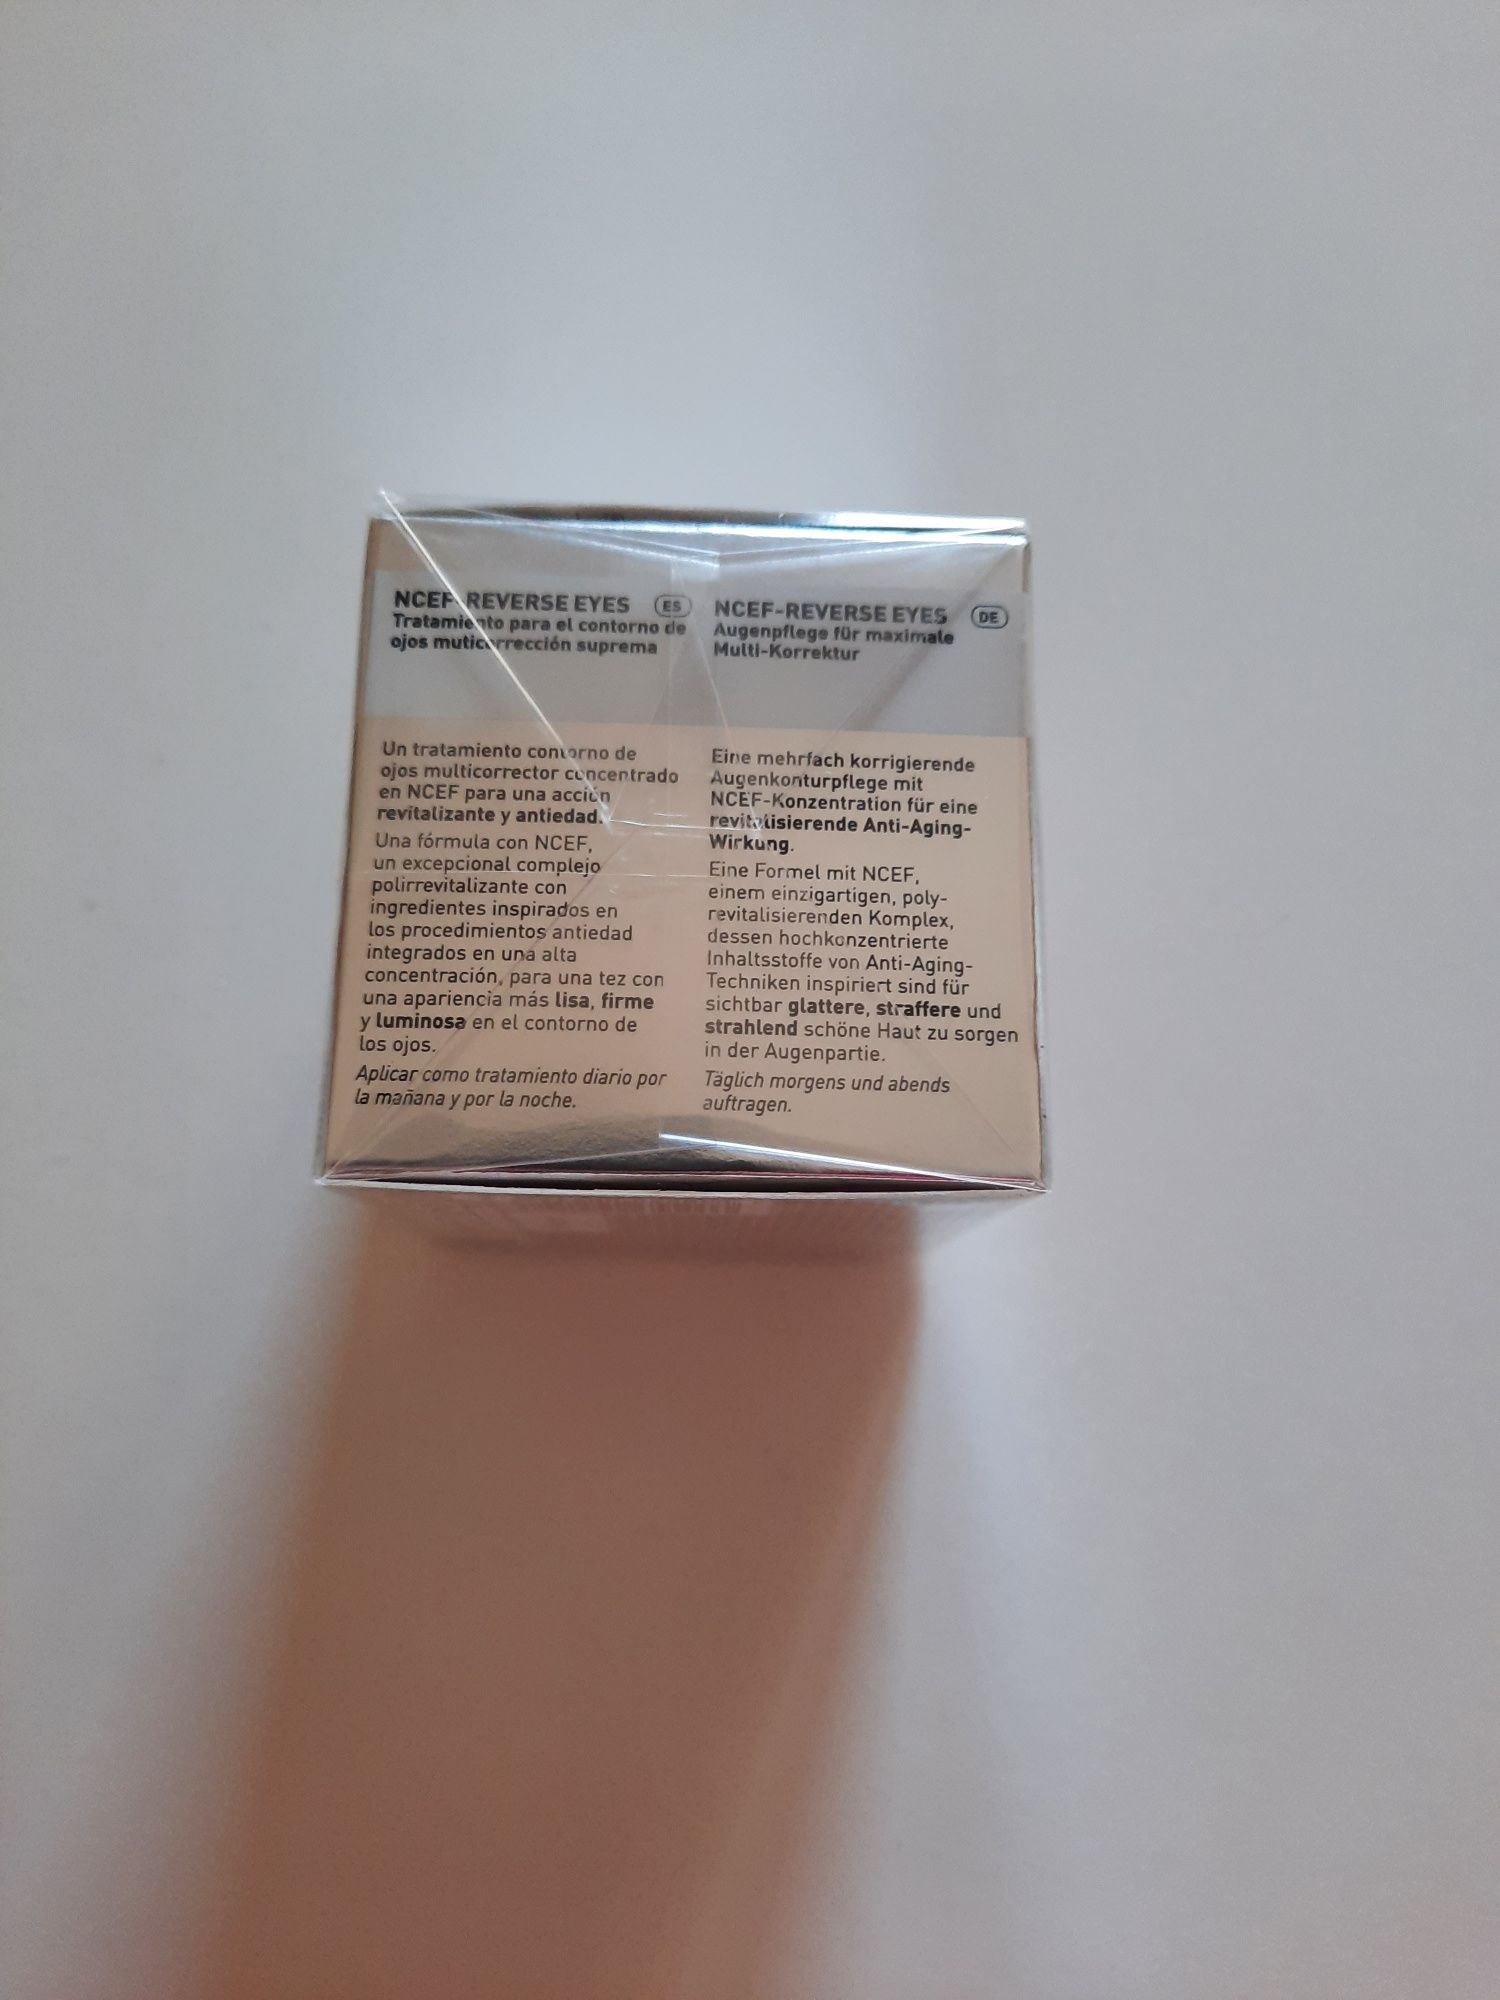 NCEF-REVERSE EYES ES
Tratamiento para el contorno de
ojos muticorrección suprema
Un tratamiento contorno de
ojos multicorrector concentrado
en NCEF para una acción
revitalizante y antiedad.
Una fórmula con NCEF,
un excepcional complejo
polirrevitalizante con
ingredientes inspirados en
los procedimientos antiedad
integrados en una alta
concentración, para una tez con
una apariencia más lisa, firme
y luminosa en el contorno de
los ojos.
Aplicar como tratamiento diario por
la mañana y por la noche.
NCEF-REVERSE EYES DE
Augenpflege für maximale
Multi-Korrektur
Eine mehrfach korrigierende
Augenkonturpflege mit
NCEF-Konzentration für eine
revitalisierende Anti-Aging-
Wirkung.
Eine Formel mit NCEF,
einem einzigartigen, poly-
revitalisierenden Komplex,
dessen hochkonzentrierte
Inhaltsstoffe von Anti-Aging-
Techniken inspiriert sind für
sichtbar glattere, straffere und
strahlend schöne Haut zu sorgen
in der Augenpartie.
Täglich morgens und abends
auftragen.